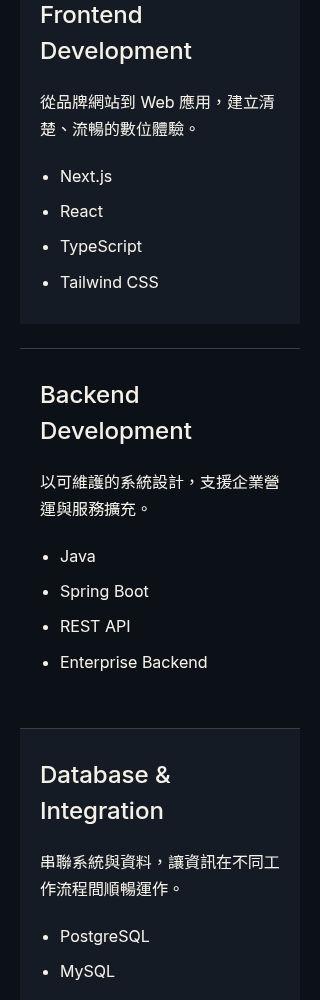 Frontend
Development
從品牌網站到 Web 應用，建立清
楚、流暢的數位體驗。
Next.js
React
TypeScript
Tailwind CSS
Backend
Development
以可維護的系統設計，支援企業營
運與服務擴充。
Java
Spring Boot
REST API
Enterprise Backend
Database &
Integration
串聯系統與資料，讓資訊在不同工
作流程間順暢運作。
PostgreSQL
MySQL